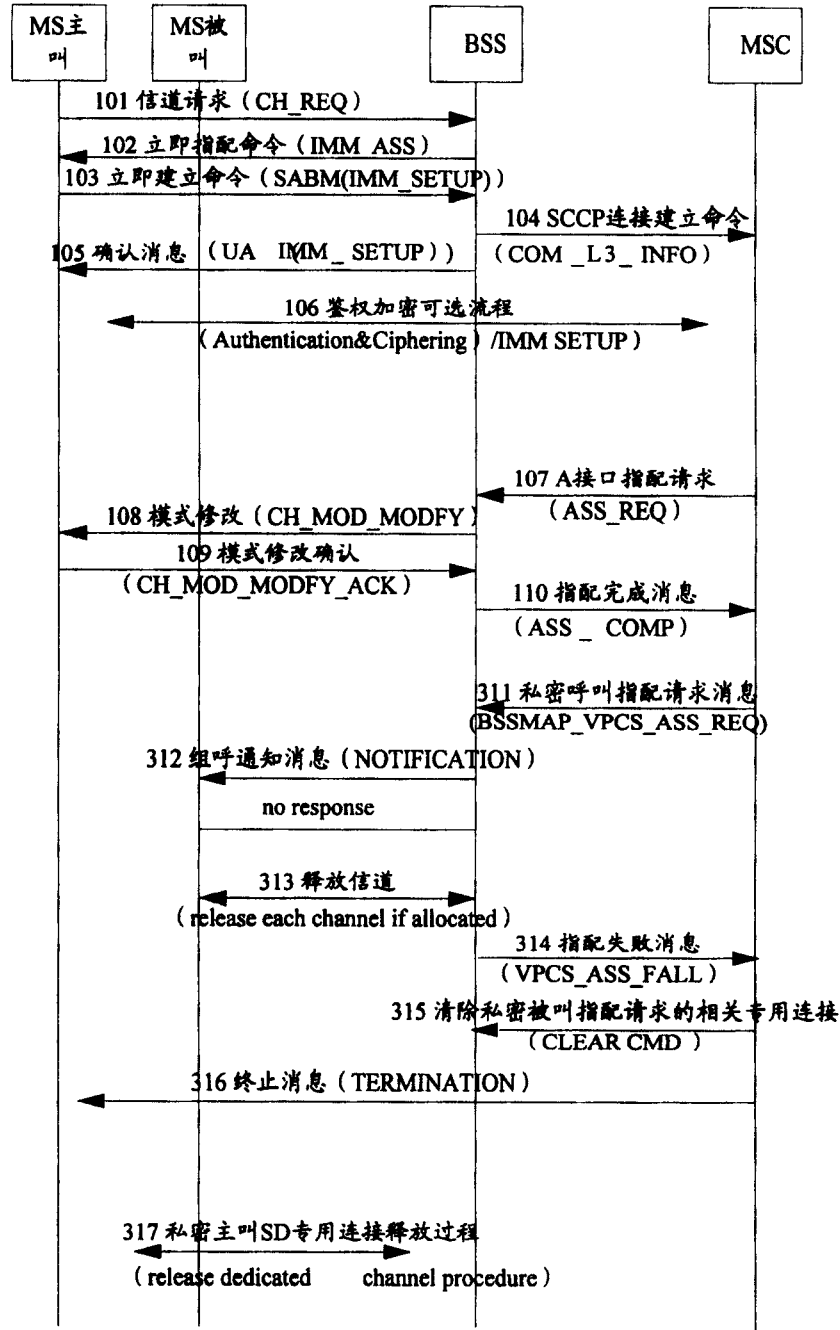 MS主
叫
MS被
叫
BSS
MSC
101 信道请求（CH_REQ）
102 立即指配命令（IMM ASS）
103 立即建立命令（SABM(IMM_SETUP)）
104 SCCP连接建立命令
（COM _L3_ INFO）
105 确认消息 （UA (IMM _ SETUP)）
106 鉴权加密可选流程
（Authentication&Ciphering）/IMM SETUP）
107 A接口指配请求
（ASS_REQ）
108 模式修改（CH_MOD_MODFY）
109 模式修改确认
（CH_MOD_MODFY_ACK）
110 指配完成消息
（ASS _ COMP）
311 私密呼叫指配请求消息
(BSSMAP_VPCS_ASS_REQ)
312 组呼通知消息（NOTIFICATION）
no response
313 释放信道
（release each channel if allocated）
314 指配失败消息
（VPCS_ASS_FALL）
315 清除私密被叫指配请求的相关专用连接
（CLEAR CMD ）
316 终止消息（TERMINATION）
317 私密主叫SD专用连接释放过程
（release dedicated channel procedure）